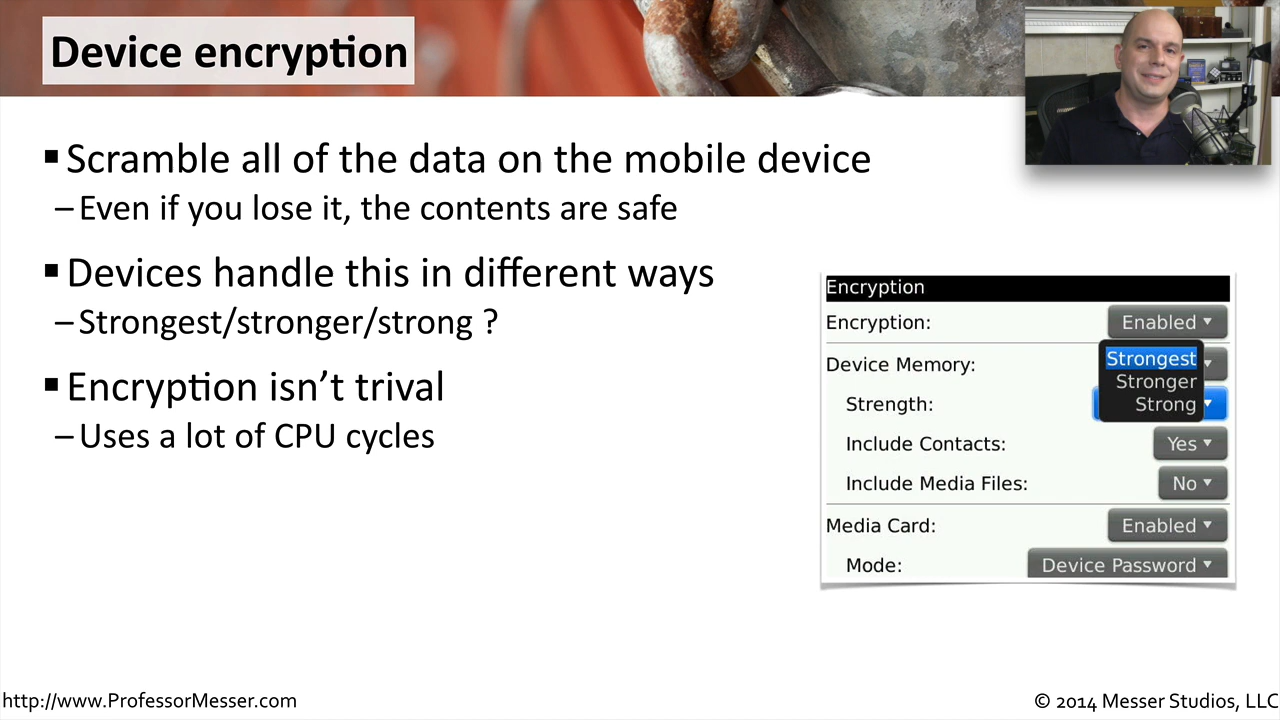 Device encryption
▪ Scramble all of the data on the mobile device
– Even if you lose it, the contents are safe
▪ Devices handle this in different ways
– Strongest/stronger/strong ?
▪ Encryption isn’t trival
– Uses a lot of CPU cycles
Encryption
Encryption: Enabled
Device Memory:
Strongest
Stronger
Strong
Strength:
Include Contacts: Yes
Include Media Files: No
Media Card: Enabled
Mode: Device Password
http://www.ProfessorMesser.com
© 2014 Messer Studios, LLC